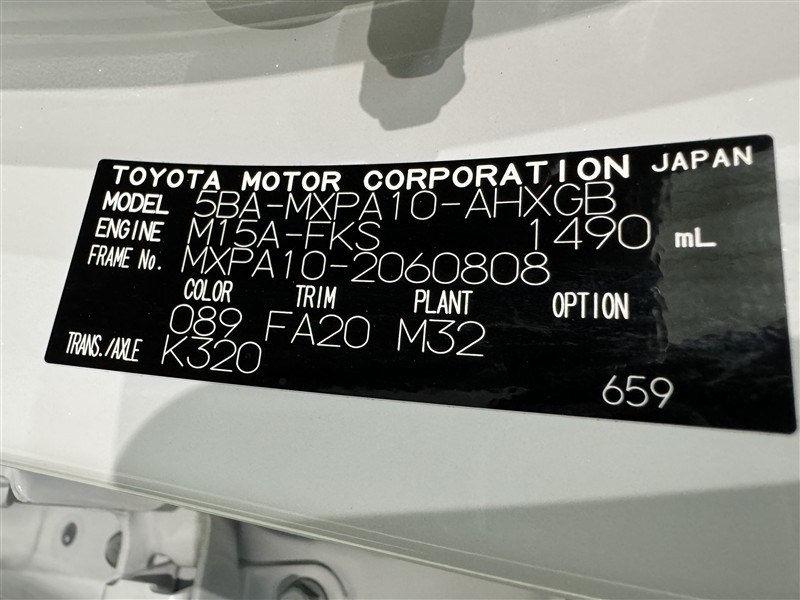 TOYOTA MOTOR CORPORATION JAPAN
MODEL 5BA-MXPA10-AHXGB
ENGINE M15A-FKS 1490 mL
FRAME No. MXPA10-2060808
COLOR TRIM PLANT OPTION
089 FA20 M32
TRANS./AXLE K320
659